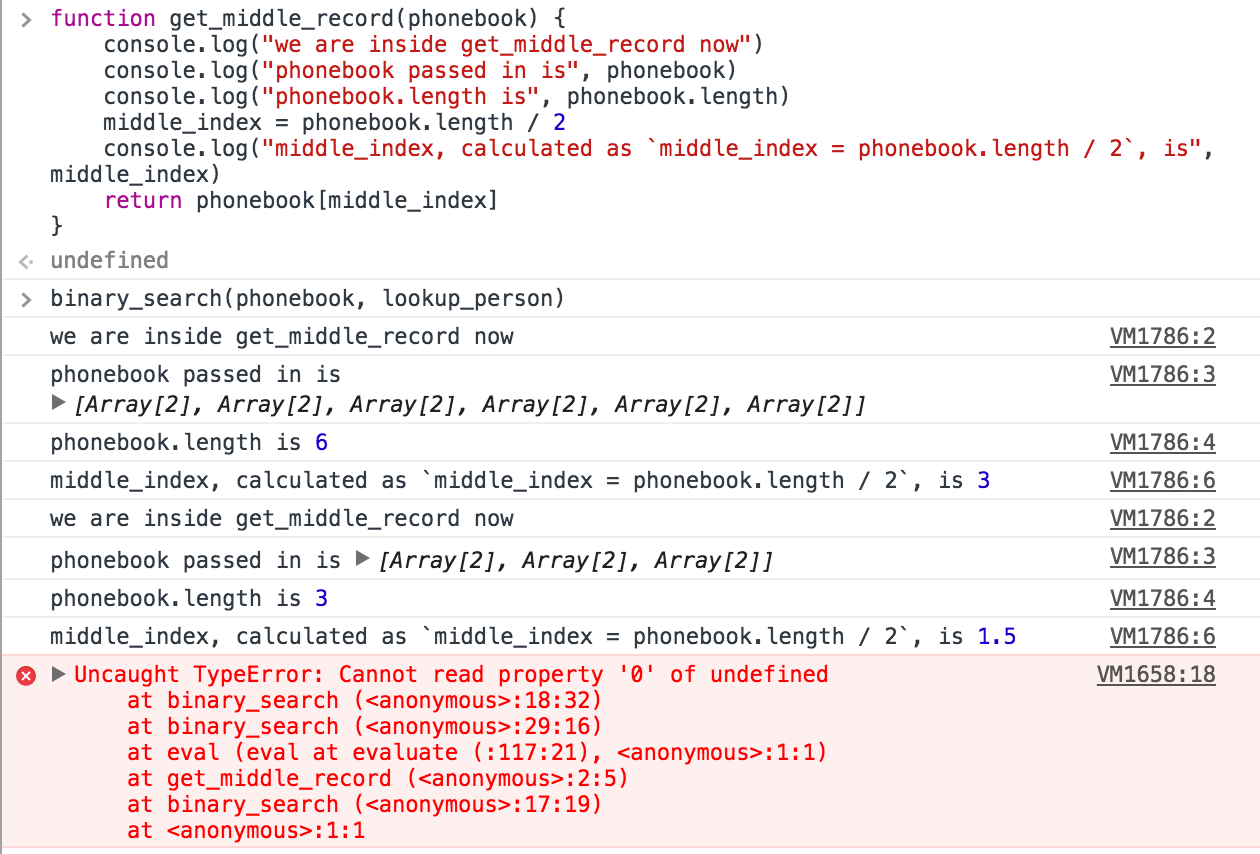 function get_middle_record(phonebook) {
console.log("we are inside get_middle_record now")
console.log("phonebook passed in is", phonebook)
console.log("phonebook.length is", phonebook.length)
middle_index = phonebook.length / 2
console.log("middle_index, calculated as `middle_index = phonebook.length / 2`, is",
middle_index)
return phonebook[middle_index]
}
undefined
binary_search(phonebook, lookup_person)
we are inside get_middle_record now VM1786:2
phonebook passed in is VM1786:3
[Array[2], Array[2], Array[2], Array[2], Array[2], Array[2]]
phonebook.length is 6 VM1786:4
middle_index, calculated as `middle_index = phonebook.length / 2`, is 3 VM1786:6
we are inside get_middle_record now VM1786:2
phonebook passed in is [Array[2], Array[2], Array[2]] VM1786:3
phonebook.length is 3 VM1786:4
middle_index, calculated as `middle_index = phonebook.length / 2`, is 1.5 VM1786:6
Uncaught TypeError: Cannot read property '0' of undefined VM1658:18
at binary_search (<anonymous>:18:32)
at binary_search (<anonymous>:29:16)
at eval (eval at evaluate (:117:21), <anonymous>:1:1)
at get_middle_record (<anonymous>:2:5)
at binary_search (<anonymous>:17:19)
at <anonymous>:1:1